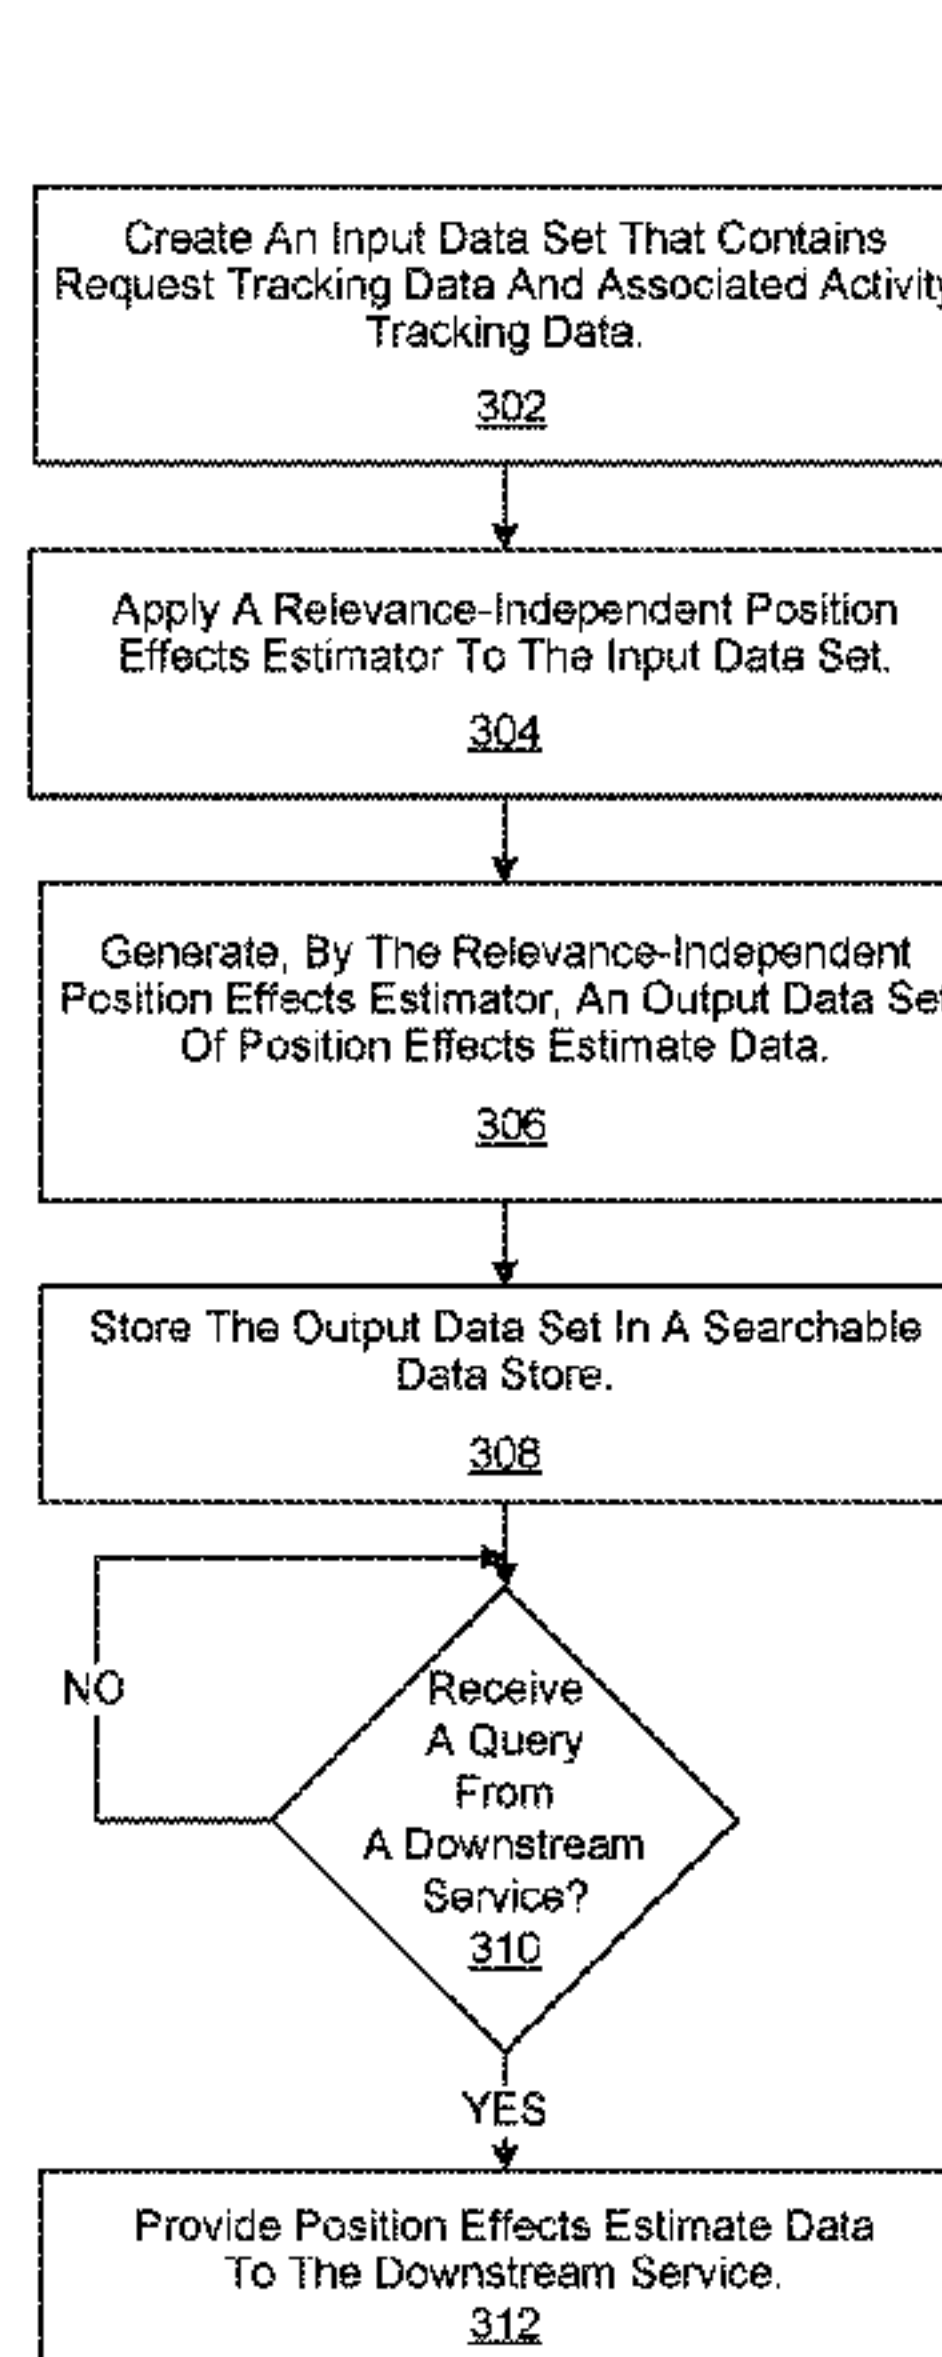 Create An Input Data Set That Contains
Request Tracking Data And Associated Activity
Tracking Data.
302
Apply A Relevance-Independent Position
Effects Estimator To The Input Data Set.
304
Generate, By The Relevance-Independent
Position Effects Estimator, An Output Data Set
Of Position Effects Estimate Data.
306
Store The Output Data Set In A Searchable
Data Store.
308
NO
Receive
A Query
From
A Downstream
Service?
310
YES
Provide Position Effects Estimate Data
To The Downstream Service.
312